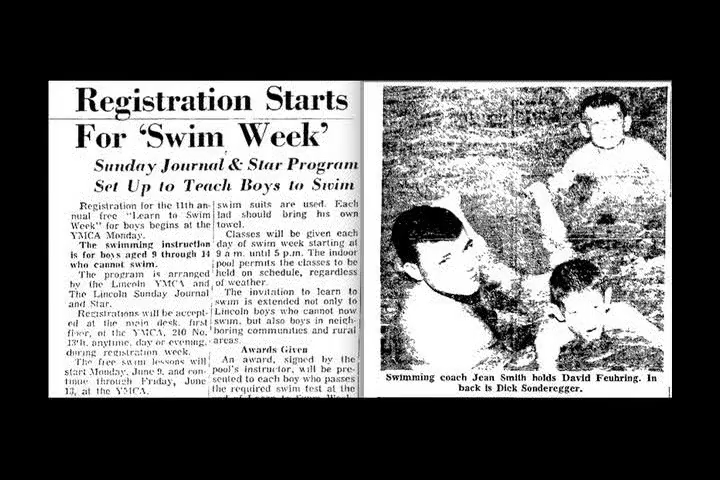 Registration Starts
For ‘Swim Week’
Sunday Journal & Star Program
Set Up to Teach Boys to Swim
Registration for the 11th an-
nual free "Learn to Swim
Week" for boys begins at the
YMCA Monday.
The swimming instruction
is for boys aged 9 through 14
who cannot swim.
The program is arranged
by the Lincoln YMCA and
The Lincoln Sunday Journal
and Star.
Registrations will be accept-
ed at the main desk, first
floor, of the YMCA, 210 No.
13th, anytime, day or evening,
during registration week.
The free swim lessons will
start Monday, June 9, and con-
tinue through Friday, June
13, at the YMCA.
swim suits are used. Each
lad should bring his own
towel.
Classes will be given each
day of swim week starting at
9 a.m. until 5 p.m. The indoor
pool permits the classes to be
held on schedule, regardless
of weather.
The invitation to learn to
swim is extended not only to
Lincoln boys who cannot now
swim, but also boys in neigh-
boring communities and rural
areas.
Awards Given
An award, signed by the
pool's instructor, will be pre-
sented to each boy who passes
the required swim test at the
Swimming coach Jean Smith holds David Feuhring. In
back is Dick Sonderegger.